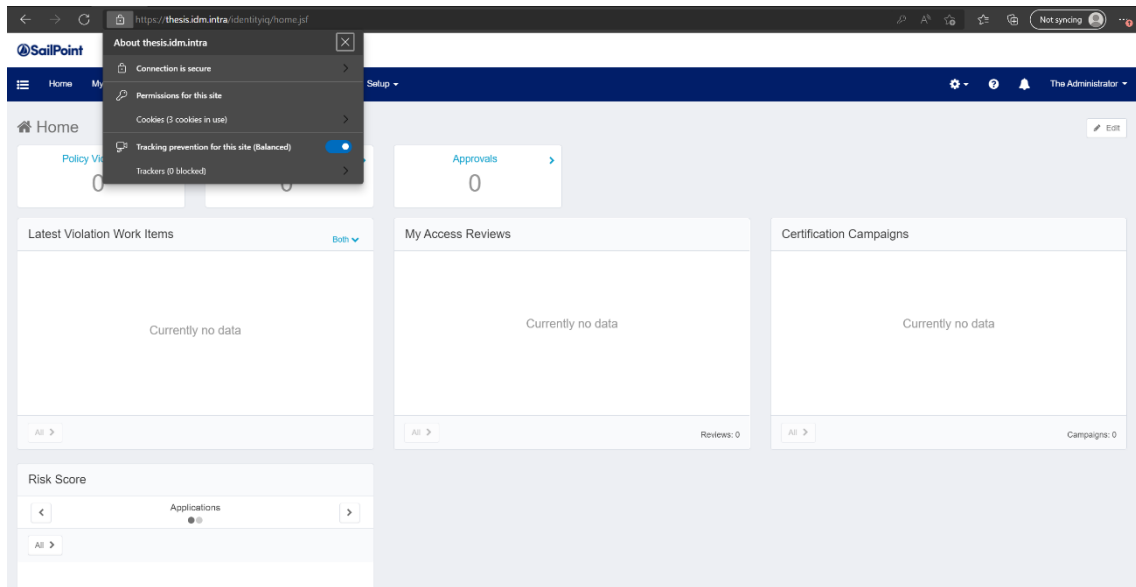 https://thesis.idm.intra/identityiq/home.jsf
Not syncing
SailPoint
About thesis.idm.intra
Connection is secure
Permissions for this site
Cookies (3 cookies in use)
Tracking prevention for this site (Balanced)
Trackers (0 blocked)
Home My Setup
The Administrator
Home
Edit
Policy Approvals
0 0 0
Latest Violation Work Items
Both
Currently no data
All
My Access Reviews
Currently no data
All Reviews: 0
Certification Campaigns
Currently no data
All Campaigns: 0
Risk Score
Applications
All